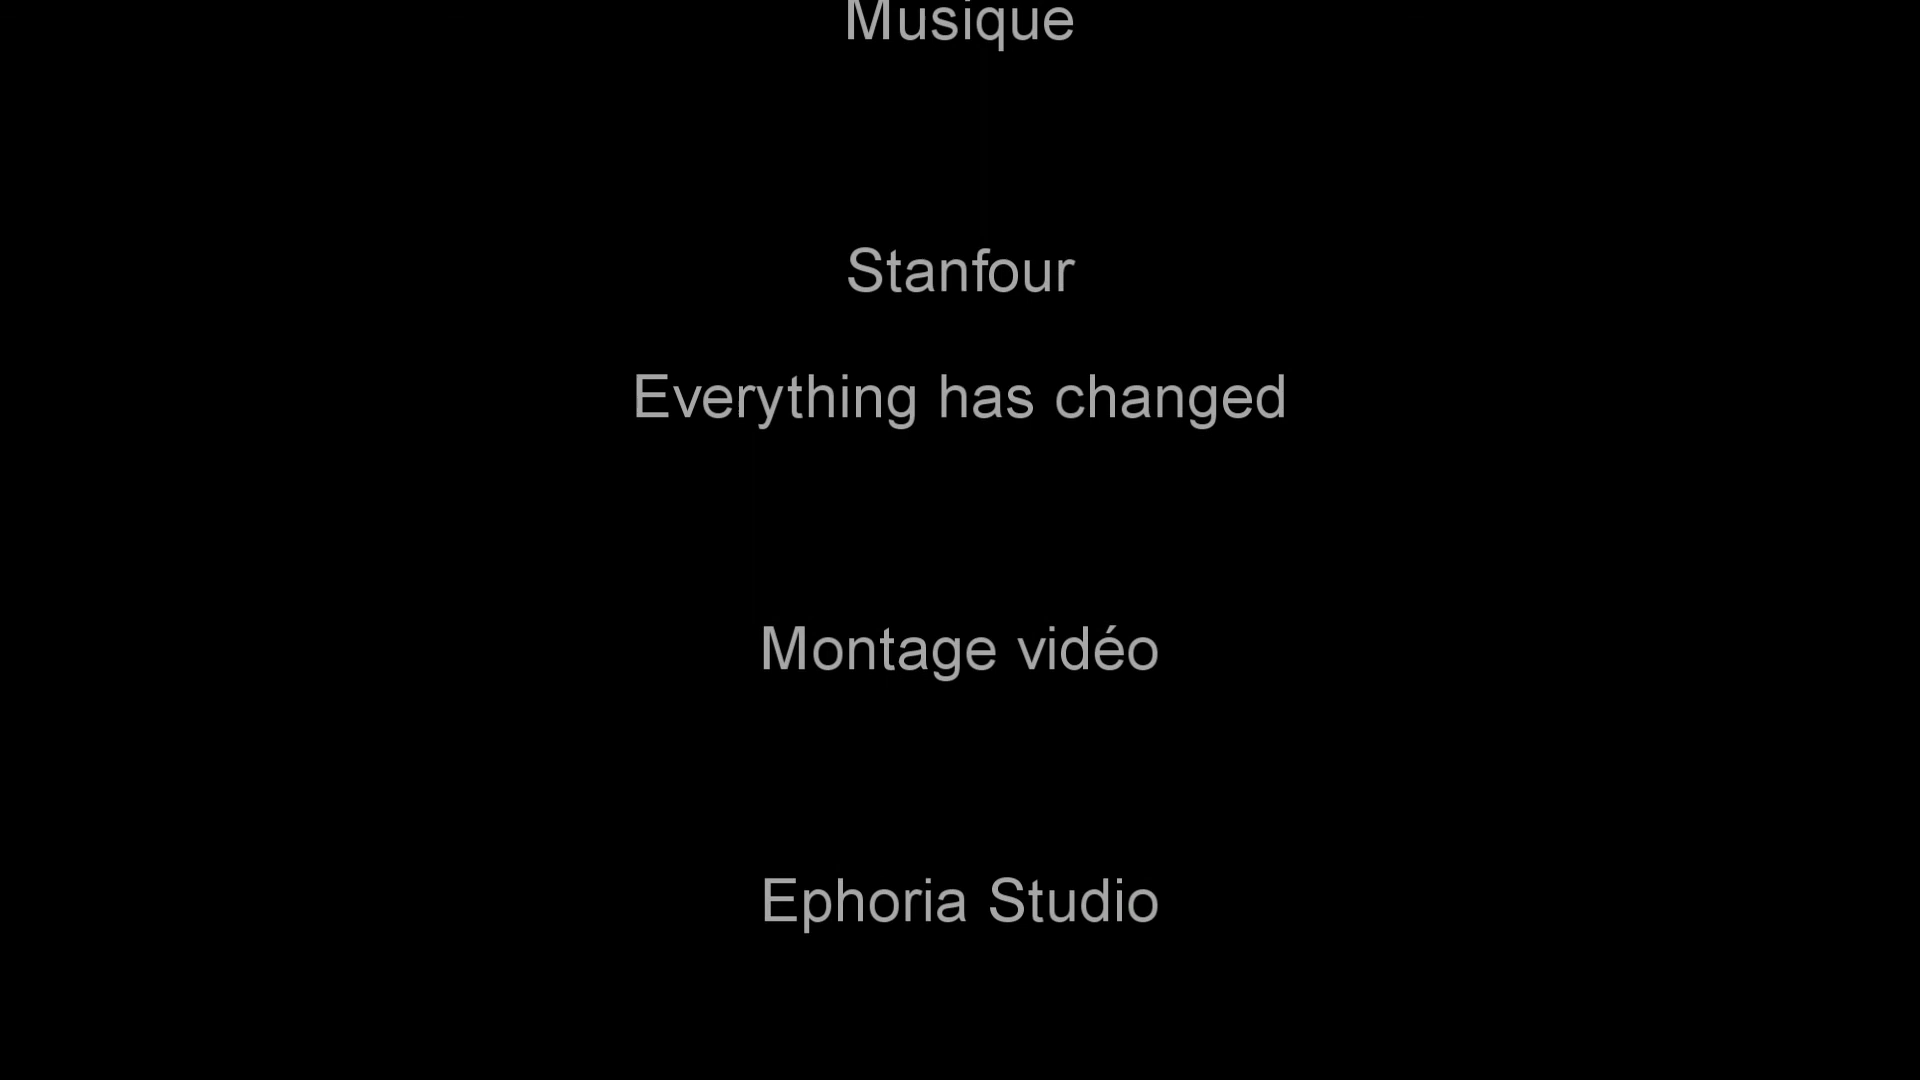 Musique
Stanfour
Everything has changed
Montage vidéo
Ephoria Studio